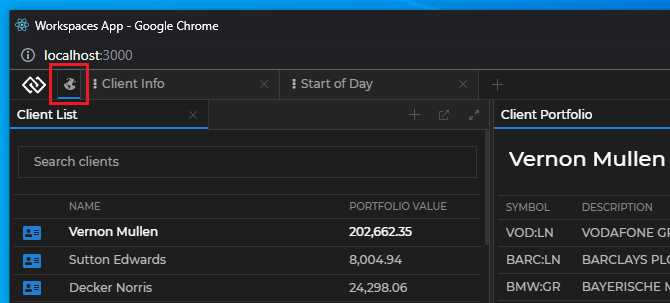 Workspaces App - Google Chrome
localhost:3000
Client Info
Start of Day
Client List
Client Portfolio
Search clients
Vernon Mullen
NAME PORTFOLIO VALUE
SYMBOL DESCRIPTION
Vernon Mullen 202,662.35
VOD:LN VODAFONE GR
Sutton Edwards 8,004.94
BARC:LN BARCLAYS PLC
Decker Norris 24,298.06
BMW:GR BAYERISCHE M